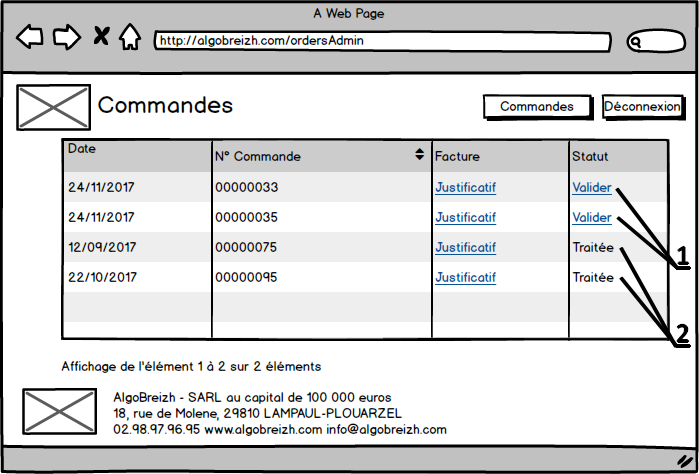 A Web Page
http://algobreizh.com/ordersAdmin
Commandes
Commandes
Déconnexion
Date N° Commande Facture Statut
24/11/2017 00000033 Justificatif Valider
24/11/2017 00000035 Justificatif Valider
12/09/2017 00000075 Justificatif Traitée
22/10/2017 00000095 Justificatif Traitée
1
2
Affichage de l'élément 1 à 2 sur 2 éléments
AlgoBreizh - SARL au capital de 100 000 euros
18, rue de Molene, 29810 LAMPAUL-PLOUARZEL
02.98.97.96.95 www.algobreizh.com info@algobreizh.com